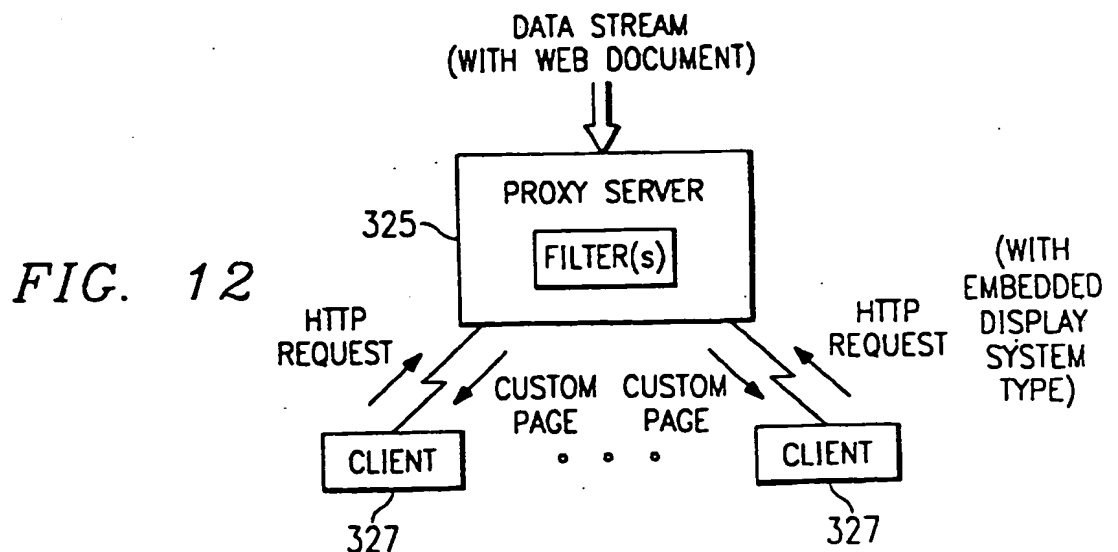 DATA STREAM
(WITH WEB DOCUMENT)
PROXY SERVER
325
FILTER(s)
FIG. 12
HTTP
REQUEST
CUSTOM
PAGE
CUSTOM
PAGE
HTTP
REQUEST
(WITH
EMBEDDED
DISPLAY
SYSTEM
TYPE)
CLIENT
CLIENT
327
327